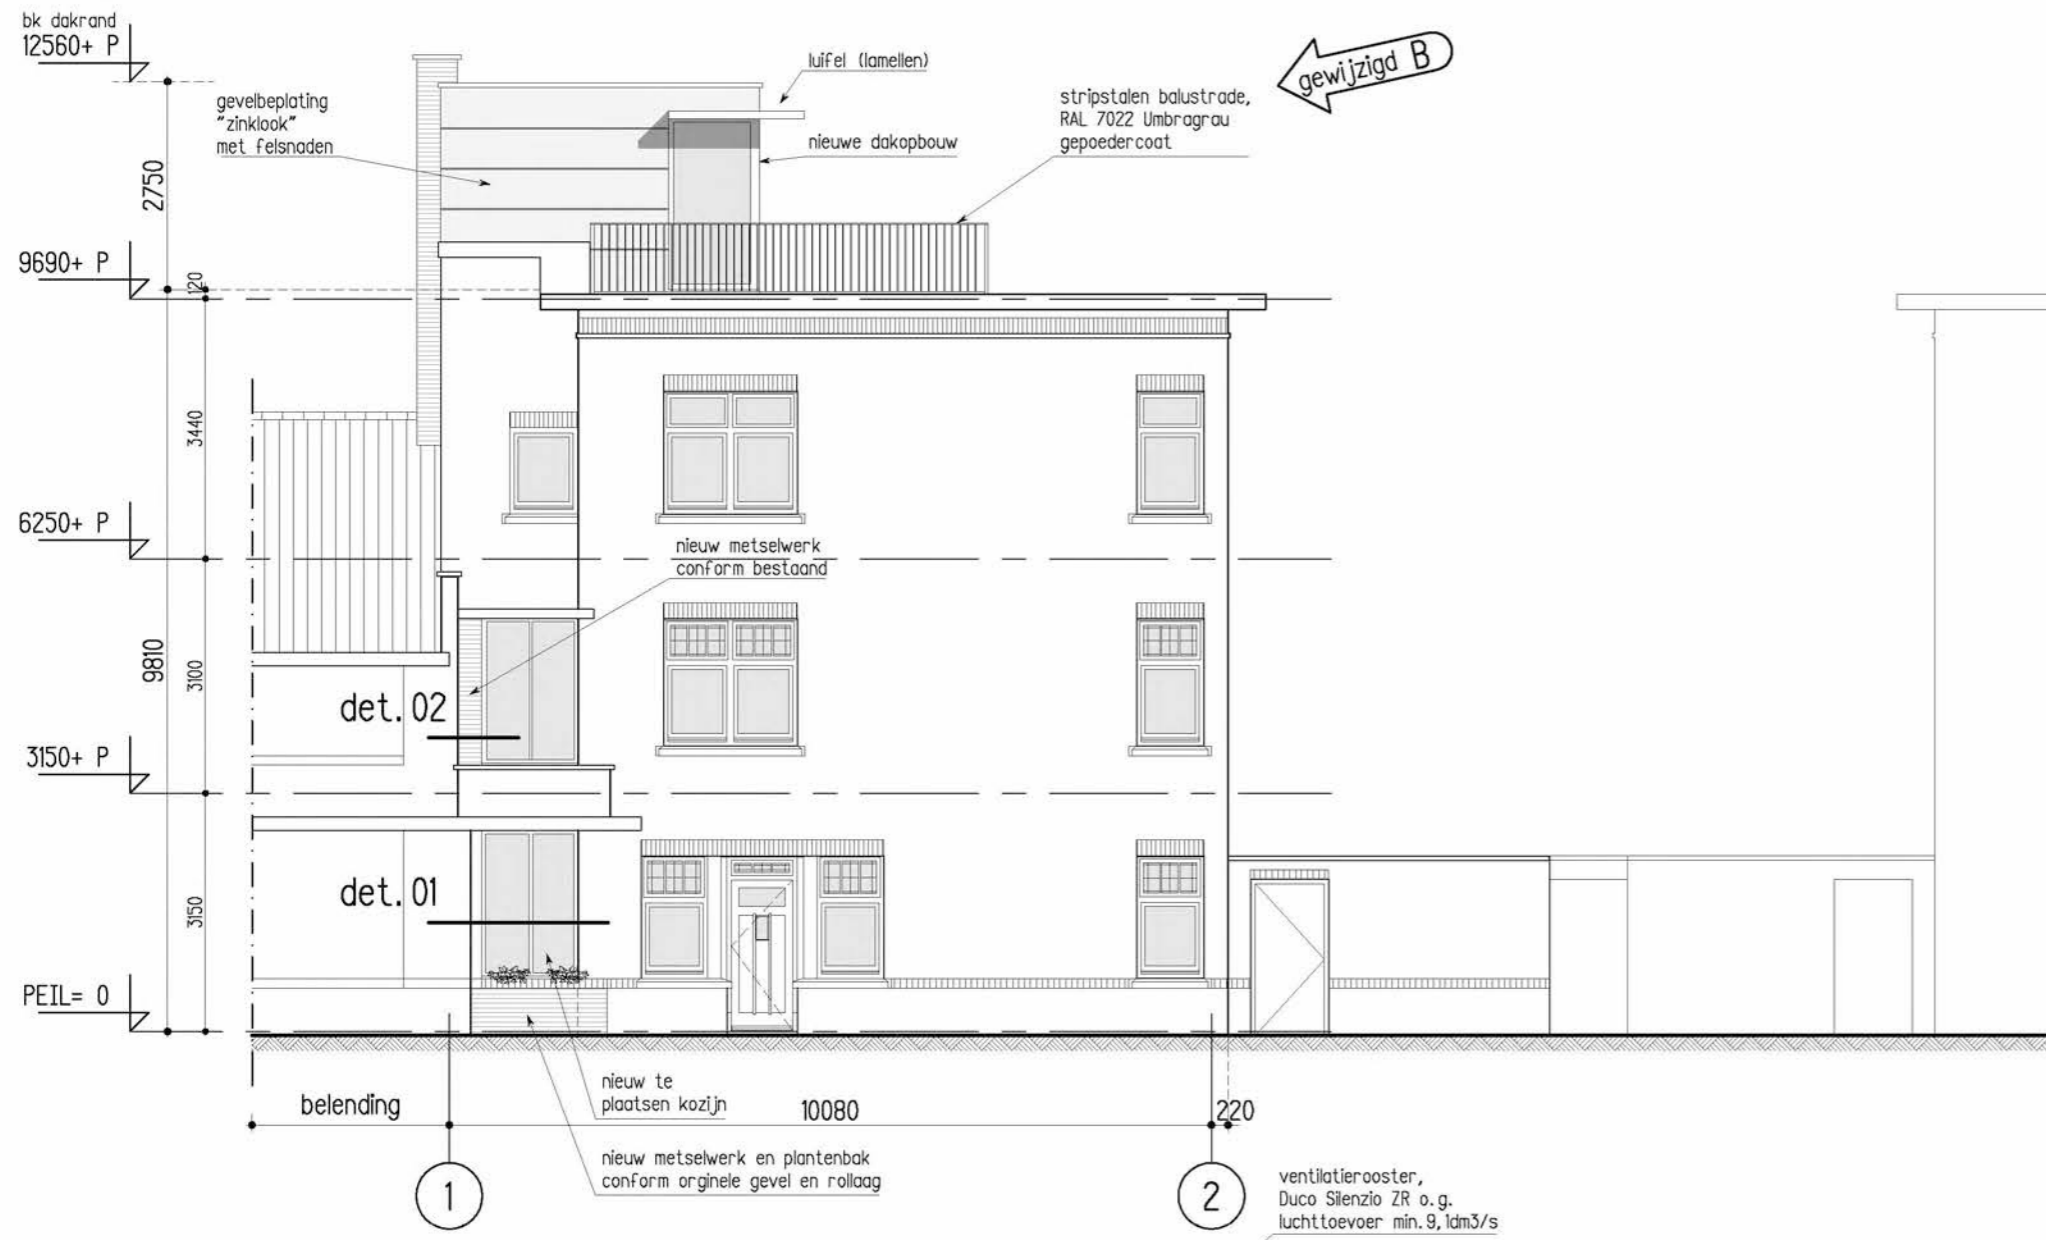 bk dakrand
12560+ P
gevelbeplating
"zinklook"
met felsnaden
luifel (lamellen)
nieuwe dakopbouw
stripstalen balustrade,
RAL 7022 Umbragrau
gepoedercoat
gewijzigd B
2750
9690+ P
120
3440
6250+ P
nieuw metselwerk
conform bestaand
9810
3100
det. 02
3150+ P
det. 01
3150
PEIL= 0
belending
nieuw te
plaatsen kozijn
10080
220
nieuw metselwerk en plantenbak
conform orginele gevel en rollaag
1
2
ventilatierooster,
Duco Silenzio ZR o.g.
luchttoevoer min. 9,1dm3/s